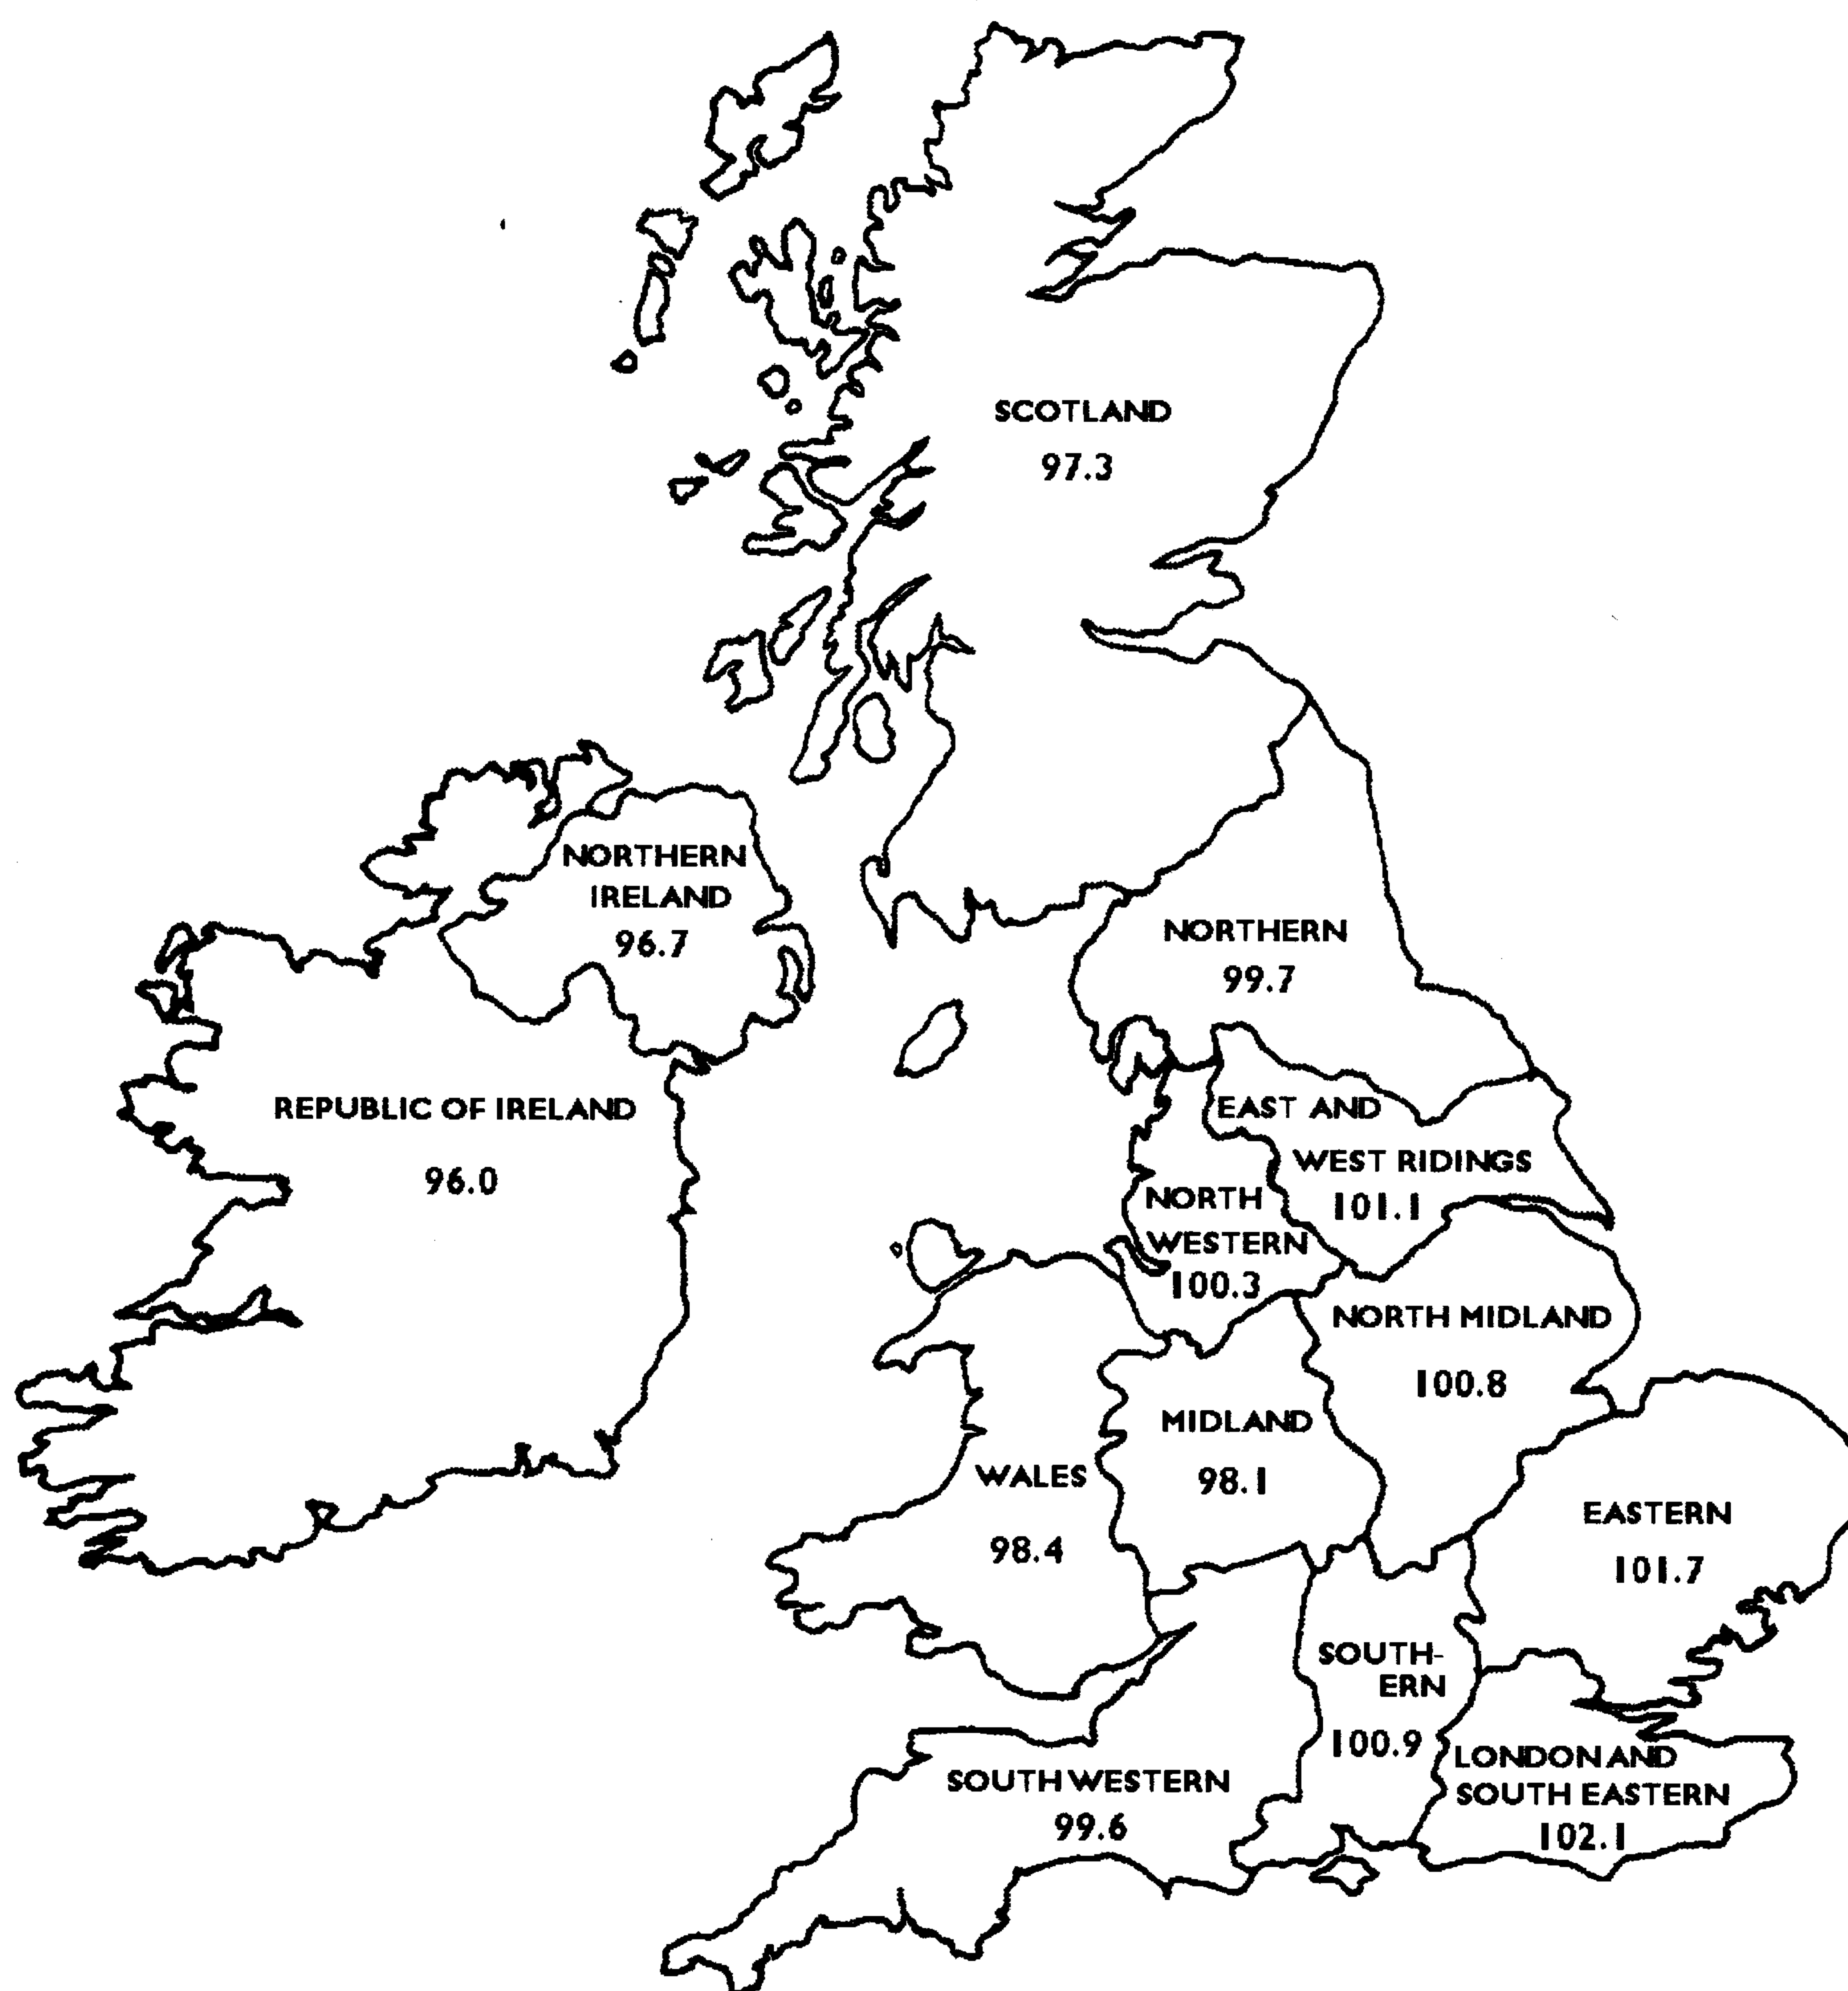 SCOTLAND
97.3
NORTHERN
IRELAND
96.7
NORTHERN
99.7
REPUBLIC OF IRELAND
96.0
EAST AND
WEST RIDINGS
101.1
NORTH
WESTERN
100.3
NORTH MIDLAND
100.8
MIDLAND
98.1
WALES
98.4
EASTERN
101.7
SOUTH-
ERN
100.9
LONDON AND
SOUTH EASTERN
102.1
SOUTH WESTERN
99.6